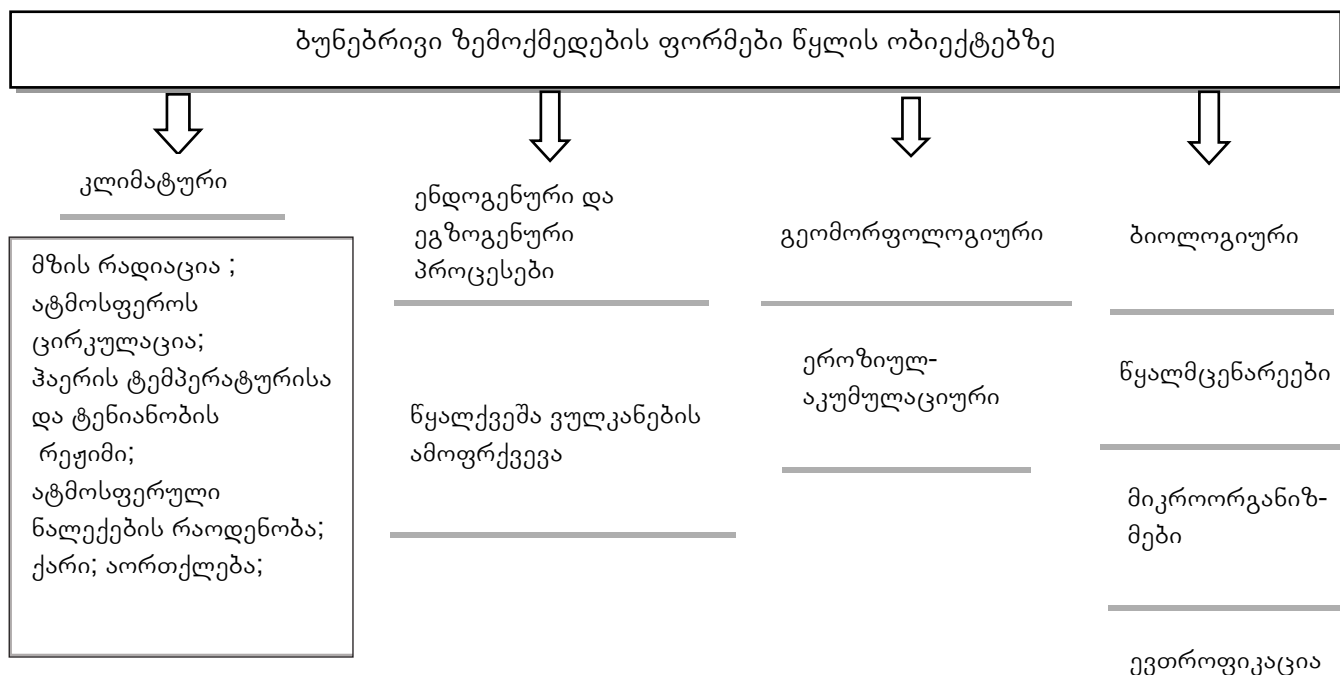 ბუნებრივი ზემოქმედების ფორმები წყლის ობიექტებზე
კლიმატური
მზის რადიაცია ;
ატმოსფეროს
ცირკულაცია;
ჰაერის ტემპერატურისა
და ტენიანობის
რეჟიმი;
ატმოსფერული
ნალექების რაოდენობა;
ქარი; აორთქლება;
ენდოგენური და
ეგზოგენური
პროცესები
წყალქვეშა ვულკანების
ამოფრქვევა
გეომორფოლოგიური
ეროზიულ-
აკუმულაციური
ბიოლოგიური
წყალმცენარეები
მიკროორგანიზ-
მები
ევთროფიკაცია